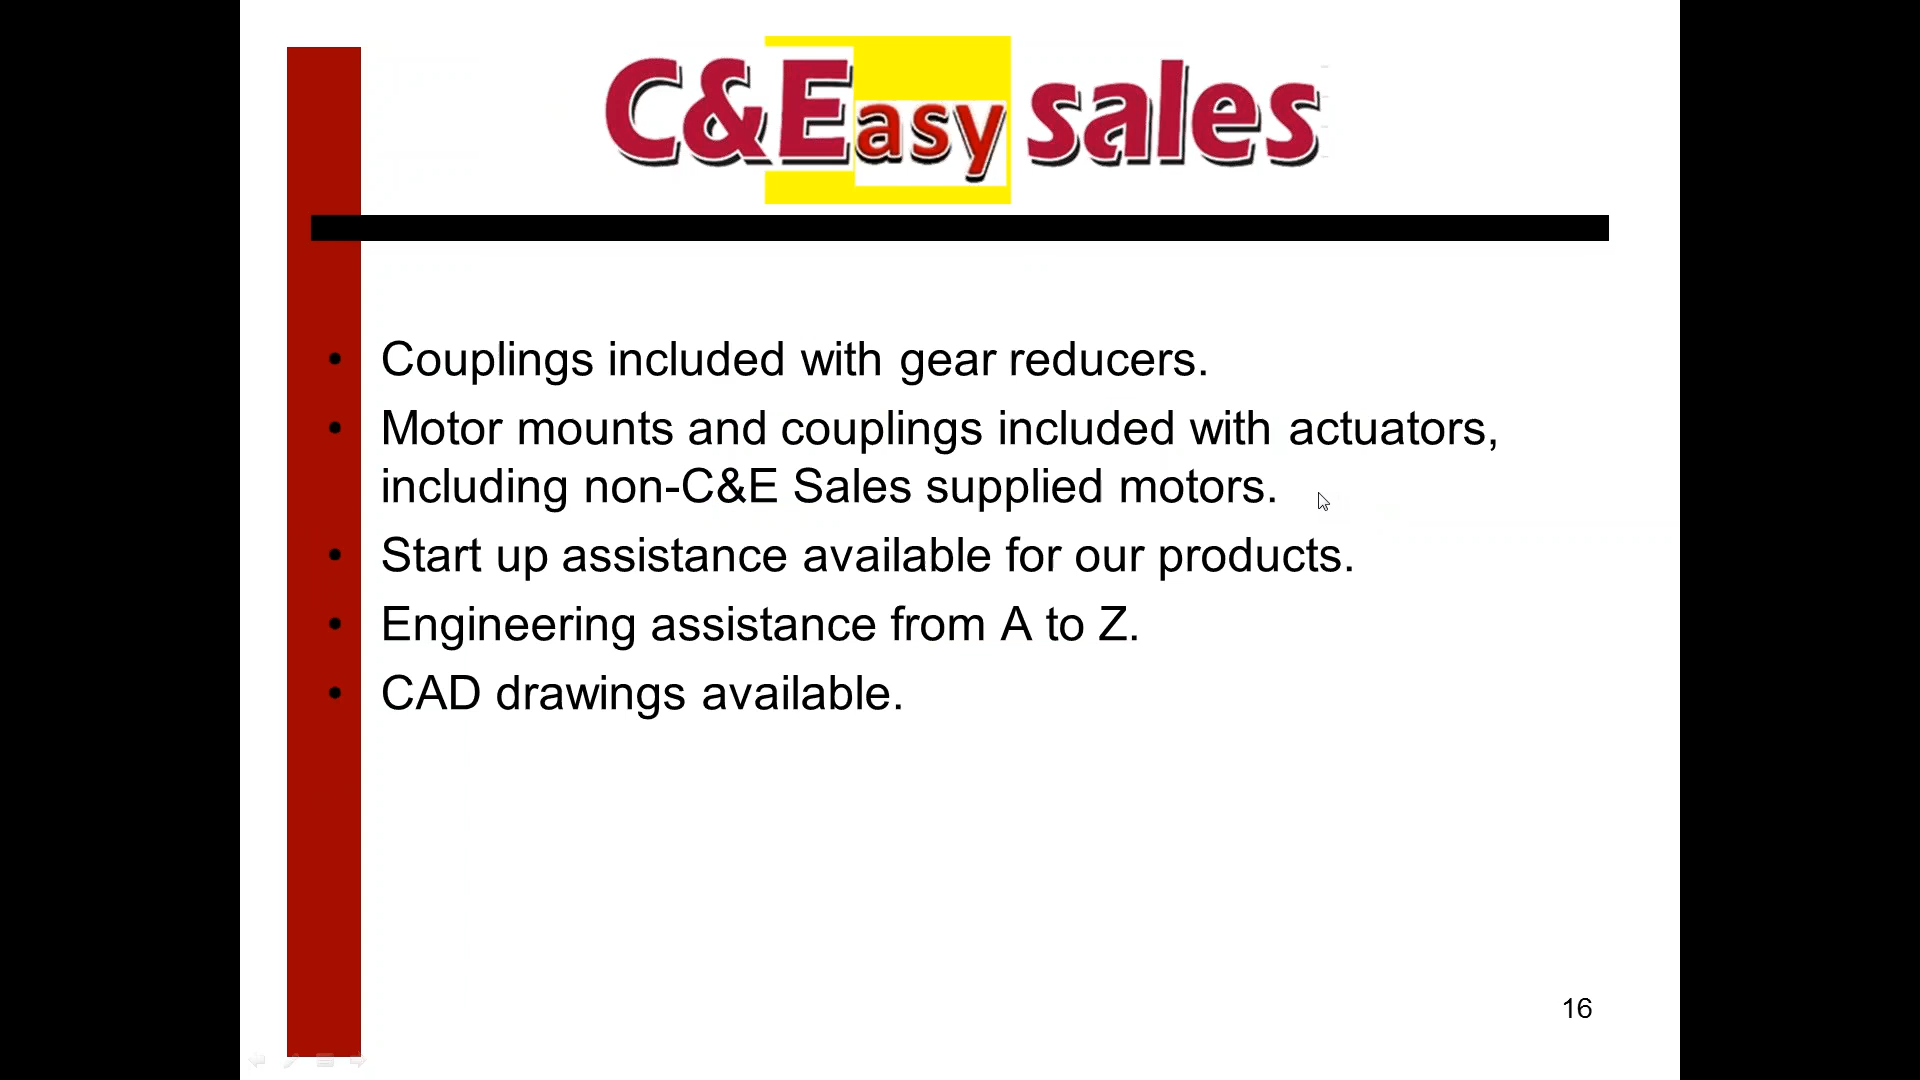 C&Easy sales
• Couplings included with gear reducers.
• Motor mounts and couplings included with actuators,
including non-C&E Sales supplied motors.
• Start up assistance available for our products.
• Engineering assistance from A to Z.
• CAD drawings available.
16